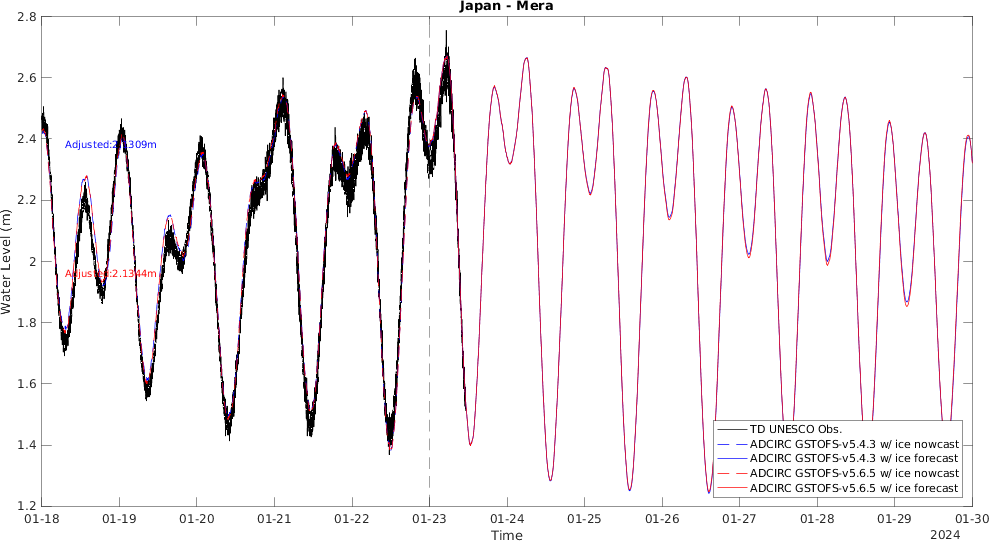 Japan - Mera
2.8
2.6
2.4
2.2
2
1.8
1.6
1.4
1.2
Water Level (m)
Adjusted:2.1309m
Adjusted:2.1344m
TD UNESCO Obs.
ADCIRC GSTOFS-v5.4.3 w/ ice nowcast
ADCIRC GSTOFS-v5.4.3 w/ ice forecast
ADCIRC GSTOFS-v5.6.5 w/ ice nowcast
ADCIRC GSTOFS-v5.6.5 w/ ice forecast
01-18 01-19 01-20 01-21 01-22 01-23 01-24 01-25 01-26 01-27 01-28 01-29 01-30
Time
2024